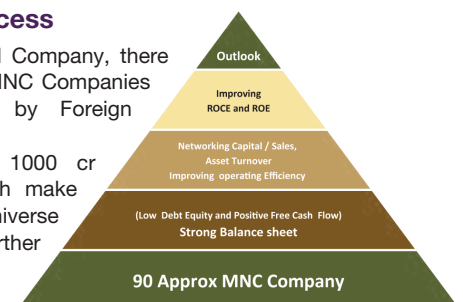 cess
Company, there
MNC Companies
by Foreign
1000 cr
make
niverse
rther
Outlook
Improving
ROCE and ROE
Networking Capital / Sales,
Asset Turnover
Improving operating Efficiency
(Low Debt Equity and Positive Free Cash Flow)
Strong Balance sheet
90 Approx MNC Company